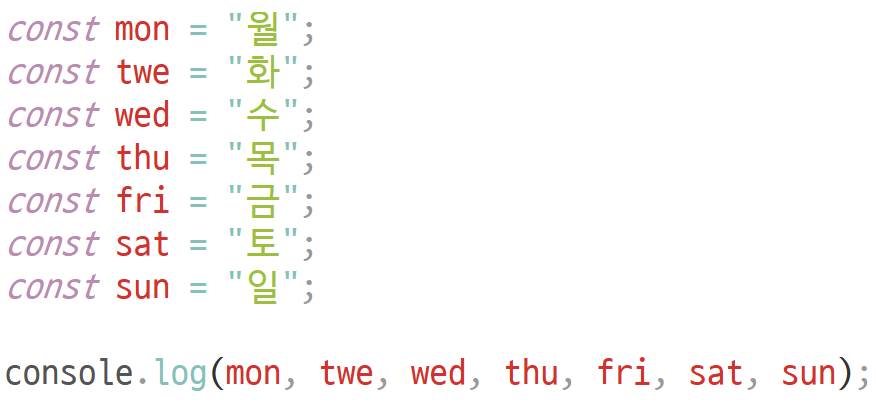 const mon = "월";
const twe = "화";
const wed = "수";
const thu = "목";
const fri = "금";
const sat = "토";
const sun = "일";
console.log(mon, twe, wed, thu, fri, sat, sun);